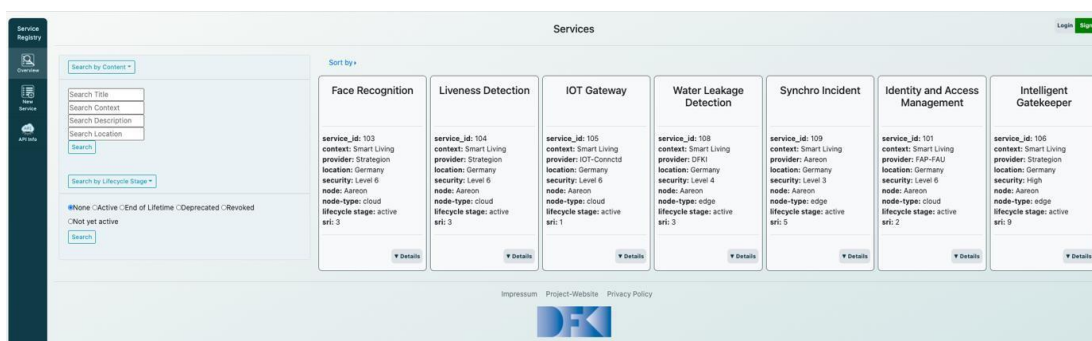 Services
Login
Sign
Service
Registry
Overview
New
Service
API Info
Search by Content
Search Title
Search Context
Search Description
Search Location
Search
Search by Lifecycle Stage
None Active End of Lifetime Deprecated Revoked
Not yet active
Search
Sort by
Face Recognition
service_id: 103
context: Smart Living
provider: Strategion
location: Germany
security: Level 6
node: Aareon
node-type: cloud
lifecycle stage: active
sri: 3
▼ Details
Liveness Detection
service_id: 104
context: Smart Living
provider: Strategion
location: Germany
security: Level 6
node: Aareon
node-type: cloud
lifecycle stage: active
sri: 3
▼ Details
IOT Gateway
service_id: 105
context: Smart Living
provider: IOT-Connctd
location: Germany
security: Level 6
node: Aareon
node-type: cloud
lifecycle stage: active
sri: 1
▼ Details
Water Leakage
Detection
service_id: 108
context: Smart Living
provider: DFKI
location: Germany
security: Level 4
node: Aareon
node-type: edge
lifecycle stage: active
sri: 3
▼ Details
Synchro Incident
service_id: 109
context: Smart Living
provider: Aareon
location: Germany
security: Level 3
node: Aareon
node-type: edge
lifecycle stage: active
sri: 5
▼ Details
Identity and Access
Management
service_id: 101
context: Smart Living
provider: FAP-FAU
location: Germany
security: Level 6
node: Aareon
node-type: cloud
lifecycle stage: active
sri: 2
▼ Details
Intelligent
Gatekeeper
service_id: 106
context: Smart Living
provider: Strategion
location: Germany
security: High
node: Aareon
node-type: edge
lifecycle stage: active
sri: 9
▼ Details
Impressum Project-Website Privacy Policy
DFKI